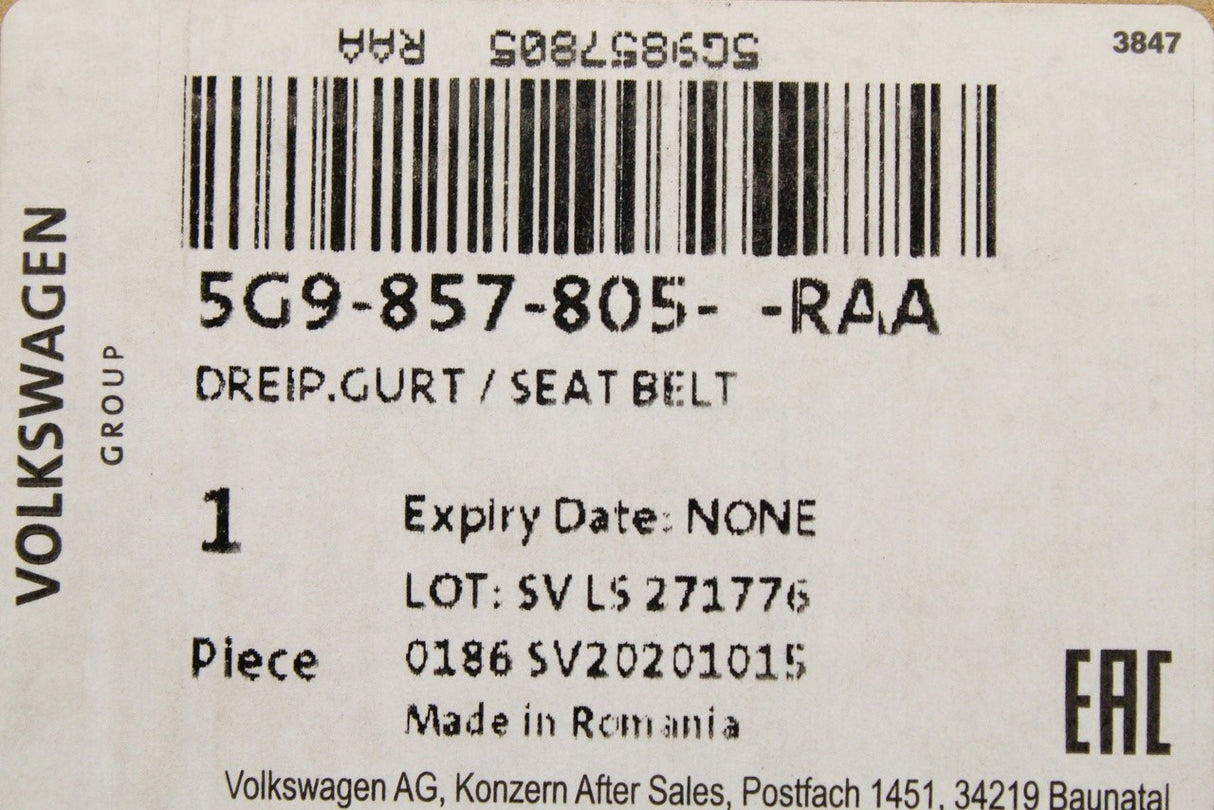 5G9857805 RAA
3847
5G9-857-805- -RAA
DREIP.GURT / SEAT BELT
1
Expiry Date: NONE
LOT: SV LS 271776
Piece
0186 SV20201015
Made in Romania
EAC
Volkswagen AG, Konzern After Sales, Postfach 1451, 34219 Baunatal
VOLKSWAGEN
GROUP